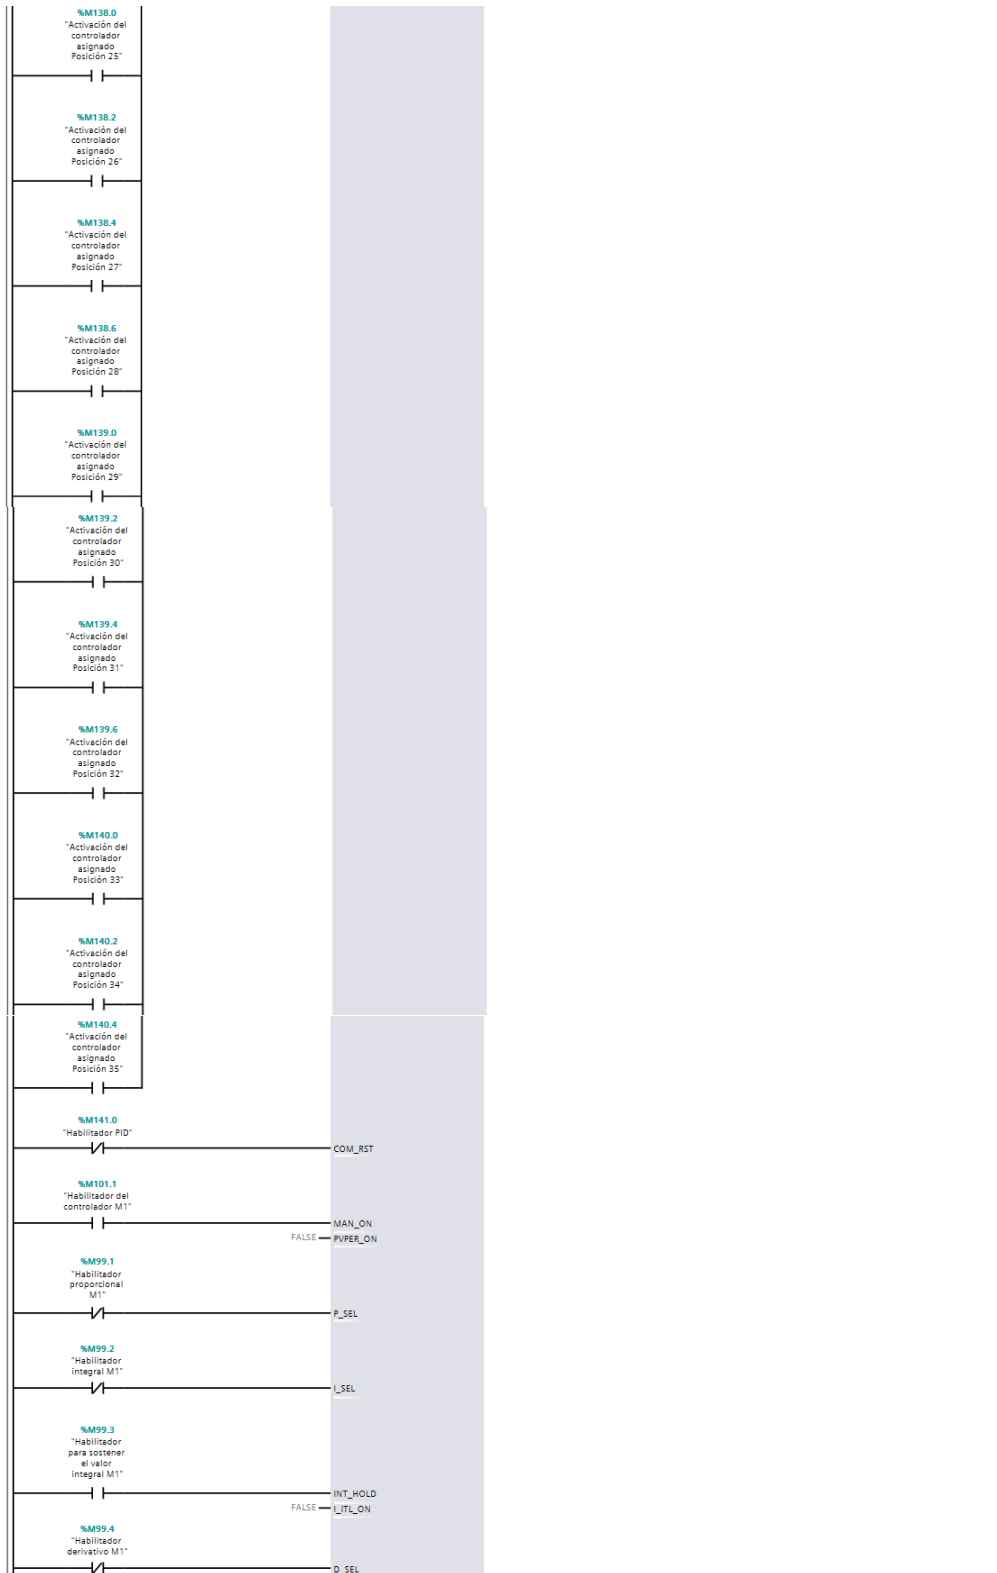 %M138.0
"Activación del
controlador
asignado
Posición 25"
%M138.2
"Activación del
controlador
asignado
Posición 26"
%M138.4
"Activación del
controlador
asignado
Posición 27"
%M138.6
"Activación del
controlador
asignado
Posición 28"
%M139.0
"Activación del
controlador
asignado
Posición 29"
%M139.2
"Activación del
controlador
asignado
Posición 30"
%M139.4
"Activación del
controlador
asignado
Posición 31"
%M139.6
"Activación del
controlador
asignado
Posición 32"
%M140.0
"Activación del
controlador
asignado
Posición 33"
%M140.2
"Activación del
controlador
asignado
Posición 34"
%M140.4
"Activación del
controlador
asignado
Posición 35"
%M141.0
"Habilitador PID"
COM_RST
%M101.1
"Habilitador del
controlador M1"
MAN_ON
FALSE PVPER_ON
%M99.1
"Habilitador
proporcional
M1"
P_SEL
%M99.2
"Habilitador
integral M1"
I_SEL
%M99.3
"Habilitador
para sostener
el valor
integral M1"
INT_HOLD
FALSE I_ITL_ON
%M99.4
"Habilitador
derivativo M1"
D_SEL